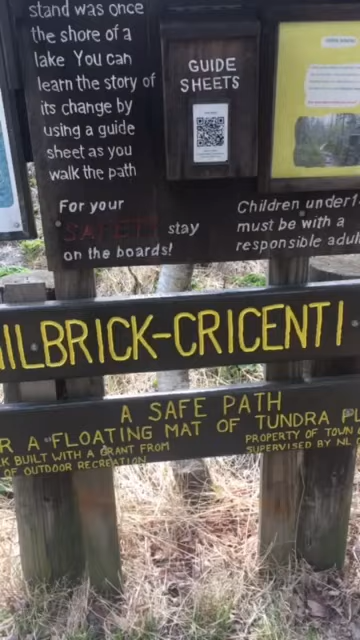 stand was once
the shore of a
lake You can
learn the story of
its change by
using a guide
sheet as you
walk the path
For your
SAFETY stay
on the boards!
GUIDE
SHEETS
Children under
must be with a
responsible
ILBRICK-CRICENTI
A SAFE PATH
R A "FLOATING MAT OF TUNDRA
BUILT WITH A GRANT FROM
OF OUTDOOR RECREATION
PROPERTY OF TOWN
SUPERVISED BY NL